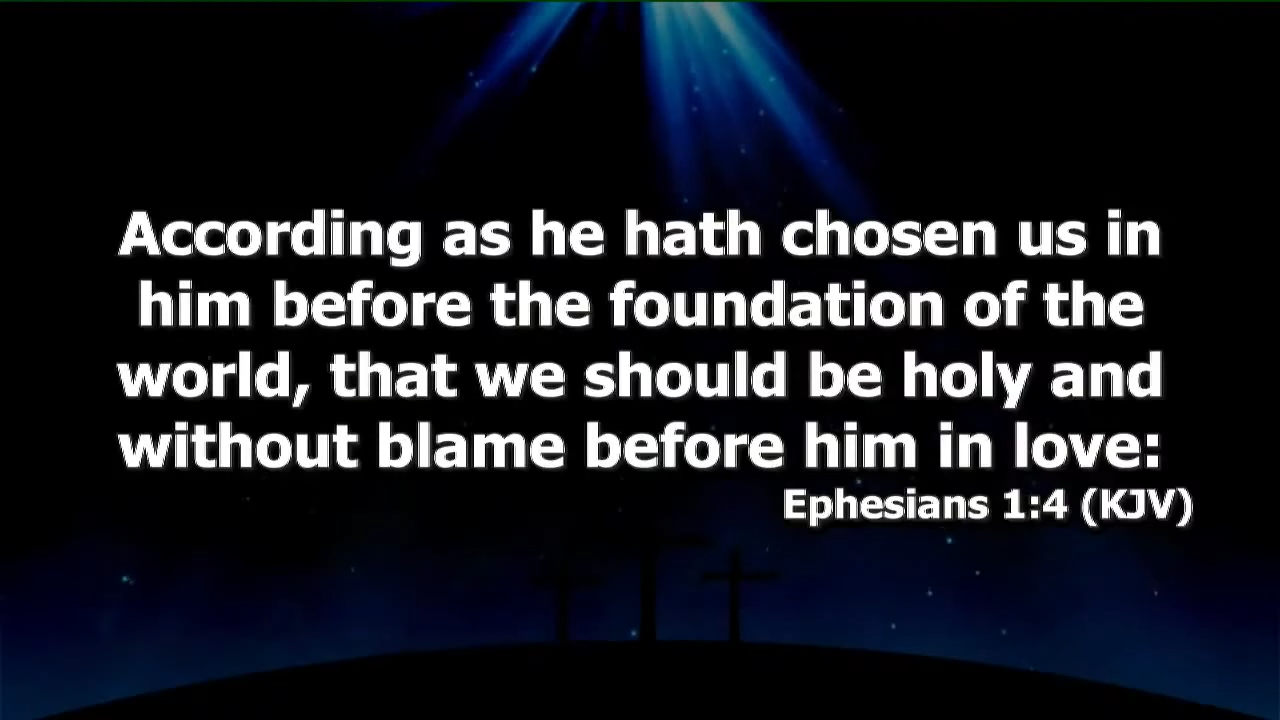 According as he hath chosen us in
him before the foundation of the
world, that we should be holy and
without blame before him in love:
Ephesians 1:4 (KJV)